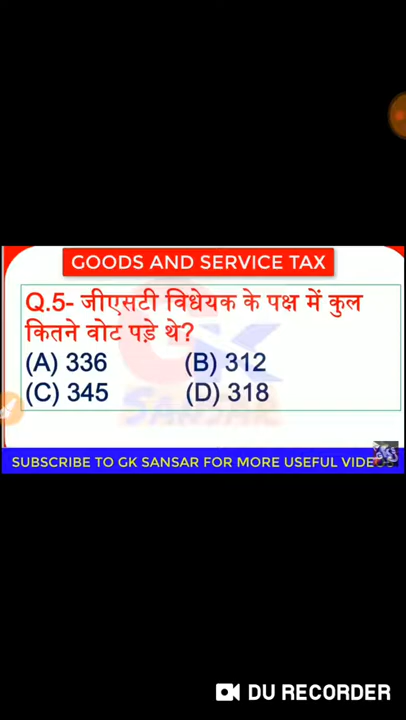 GOODS AND SERVICE TAX
Q.5- जीएसटी विधेयक के पक्ष में कुल
कितने वोट पड़े थे?
(A) 336 (B) 312
(C) 345 (D) 318
SANSAR
SUBSCRIBE TO GK SANSAR FOR MORE USEFUL VIDE
DU RECORDER